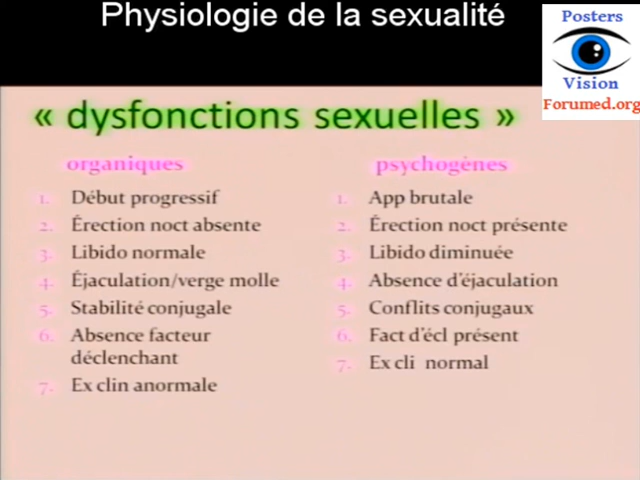 Physiologie de la sexualité
Posters
Vision
Forumed.org
« dysfonctions sexuelles »
organiques
1. Début progressif
2. Érection noct absente
3. Libido normale
4. Éjaculation/verge molle
5. Stabilité conjugale
6. Absence facteur
déclenchant
7. Ex clin anormale
psychogènes
1. App brutale
2. Érection noct présente
3. Libido diminuée
4. Absence d'éjaculation
5. Conflits conjugaux
6. Fact d'écl présent
7. Ex cli normal